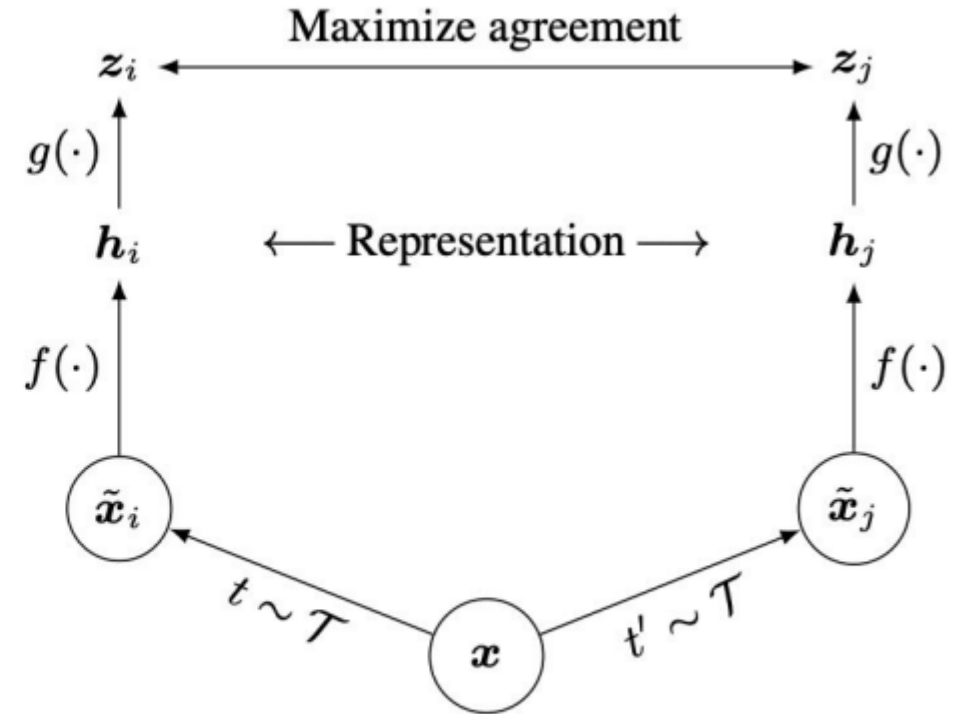 Maximize agreement
z_i z_j
g(·) g(·)
h_i ← Representation → h_j
f(·) f(·)
x̃_i x̃_j
t ∼ 𝒯 t′ ∼ 𝒯
x